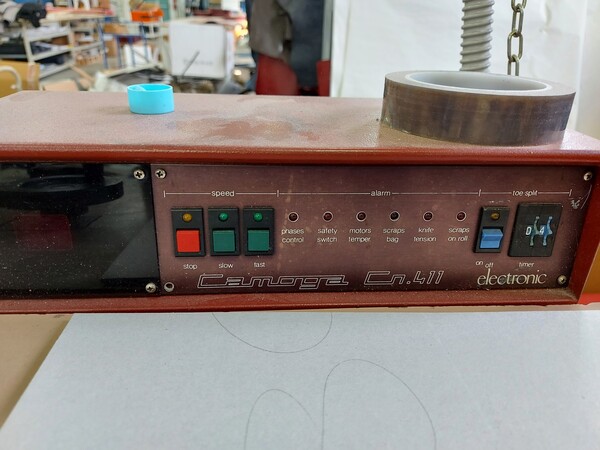 speed alarm toe split
phases safety motors scraps knife scraps
control switch temper bag tension on roll
stop slow fast on off timer
Camoga Cn.411 electronic